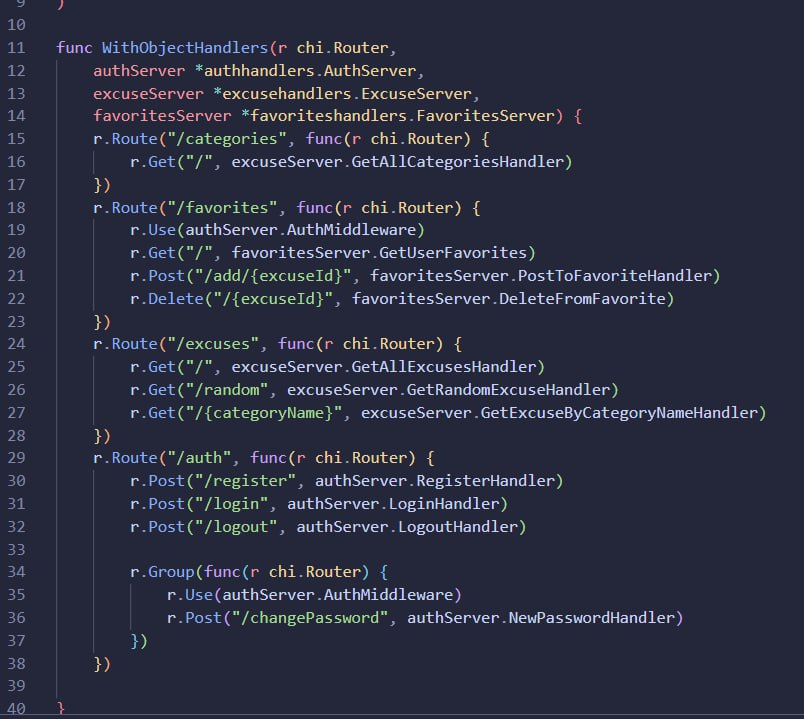 9 )
10
11 func WithObjectHandlers(r chi.Router,
12     authServer *authhandlers.AuthServer,
13     excuseServer *excusehandlers.ExcuseServer,
14     favoritesServer *favoriteshandlers.FavoritesServer) {
15     r.Route("/categories", func(r chi.Router) {
16         r.Get("/", excuseServer.GetAllCategoriesHandler)
17     })
18     r.Route("/favorites", func(r chi.Router) {
19         r.Use(authServer.AuthMiddleware)
20         r.Get("/", favoritesServer.GetUserFavorites)
21         r.Post("/add/{excuseId}", favoritesServer.PostToFavoriteHandler)
22         r.Delete("/{excuseId}", favoritesServer.DeleteFromFavorite)
23     })
24     r.Route("/excuses", func(r chi.Router) {
25         r.Get("/", excuseServer.GetAllExcusesHandler)
26         r.Get("/random", excuseServer.GetRandomExcuseHandler)
27         r.Get("/{categoryName}", excuseServer.GetExcuseByCategoryNameHandler)
28     })
29     r.Route("/auth", func(r chi.Router) {
30         r.Post("/register", authServer.RegisterHandler)
31         r.Post("/login", authServer.LoginHandler)
32         r.Post("/logout", authServer.LogoutHandler)
33
34         r.Group(func(r chi.Router) {
35             r.Use(authServer.AuthMiddleware)
36             r.Post("/changePassword", authServer.NewPasswordHandler)
37         })
38     })
39
40 }